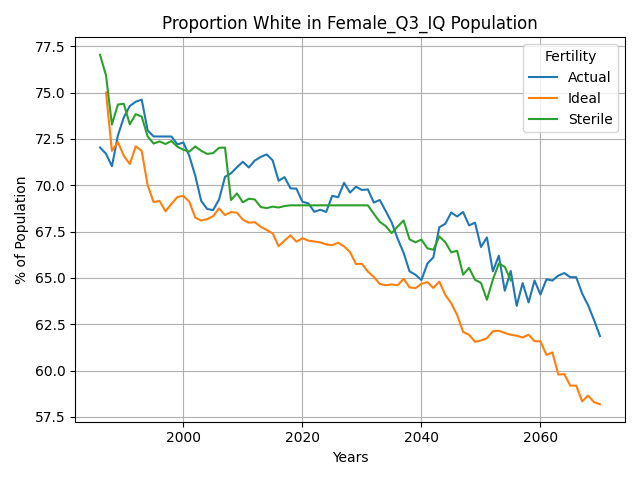 Proportion White in Female_Q3_IQ Population
Fertility
Actual
Ideal
Sterile
% of Population
77.5
75.0
72.5
70.0
67.5
65.0
62.5
60.0
57.5
2000
2020
2040
2060
Years